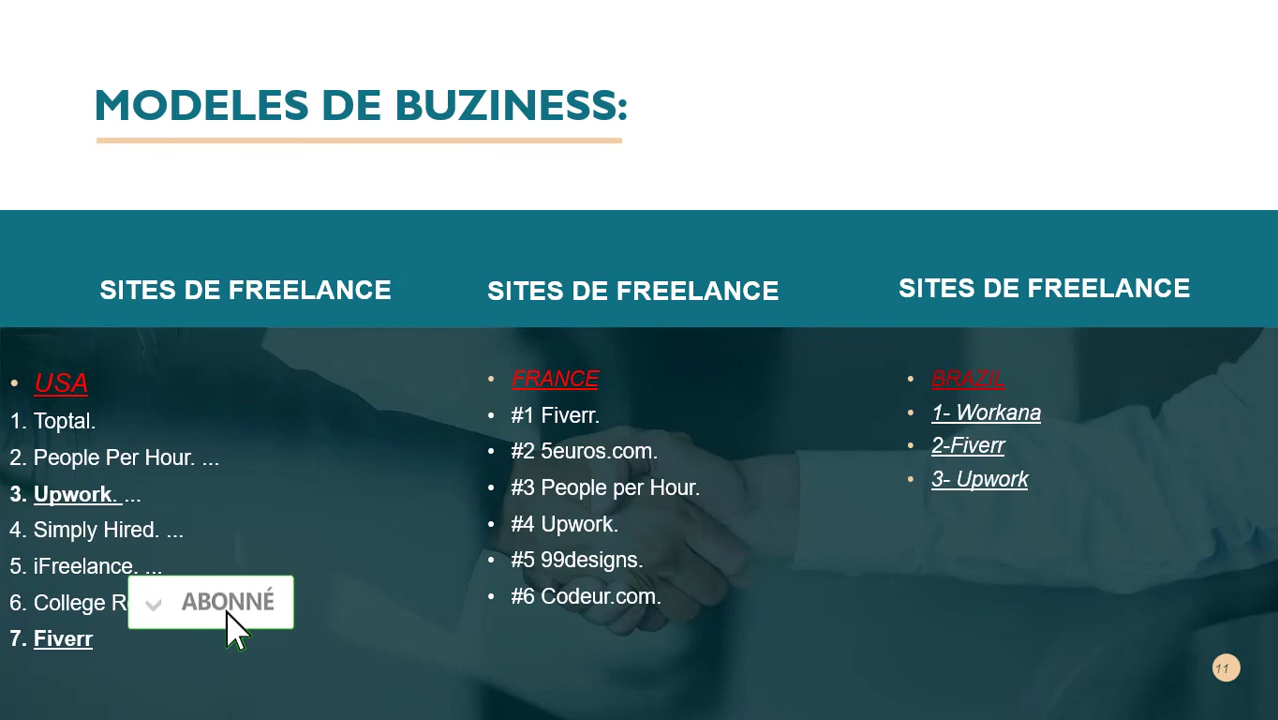 MODELES DE BUZINESS:
SITES DE FREELANCE
• USA
1. Toptal.
2. People Per Hour. ...
3. Upwork. ...
4. Simply Hired. ...
5. iFreelance. ...
6. College
7. Fiverr
ABONNÉ
SITES DE FREELANCE
• FRANCE
• #1 Fiverr.
• #2 5euros.com.
• #3 People per Hour.
• #4 Upwork.
• #5 99designs.
• #6 Codeur.com.
SITES DE FREELANCE
• BRAZIL
• 1- Workana
• 2-Fiverr
• 3- Upwork
11